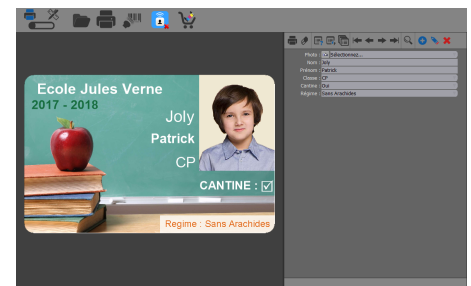 Ecole Jules Verne
2017 - 2018
Joly
Patrick
CP
CANTINE :
Regime : Sans Arachides
Photo : Sélectionnez...
Nom : Joly
Prénom : Patrick
Classe : CP
Cantine : Oui
Régime : Sans Arachides